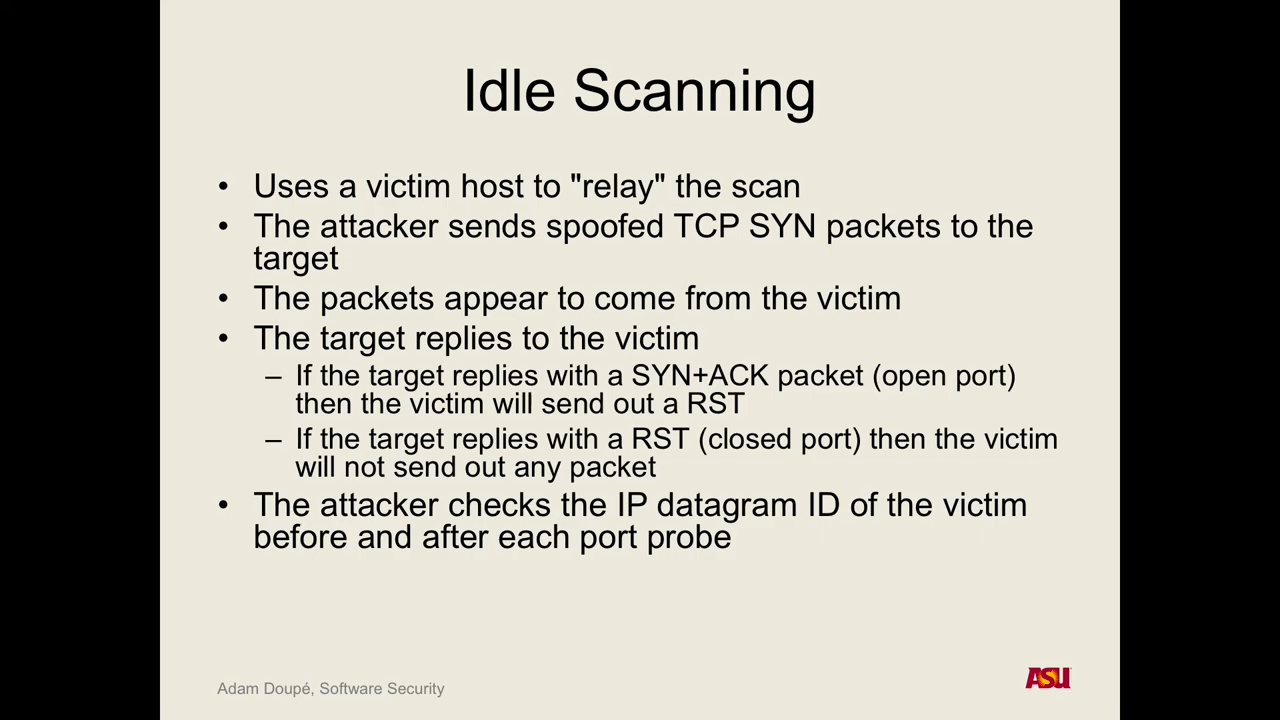 Idle Scanning
• Uses a victim host to "relay" the scan
• The attacker sends spoofed TCP SYN packets to the
target
• The packets appear to come from the victim
• The target replies to the victim
– If the target replies with a SYN+ACK packet (open port)
then the victim will send out a RST
– If the target replies with a RST (closed port) then the victim
will not send out any packet
• The attacker checks the IP datagram ID of the victim
before and after each port probe
Adam Doupé, Software Security
ASU